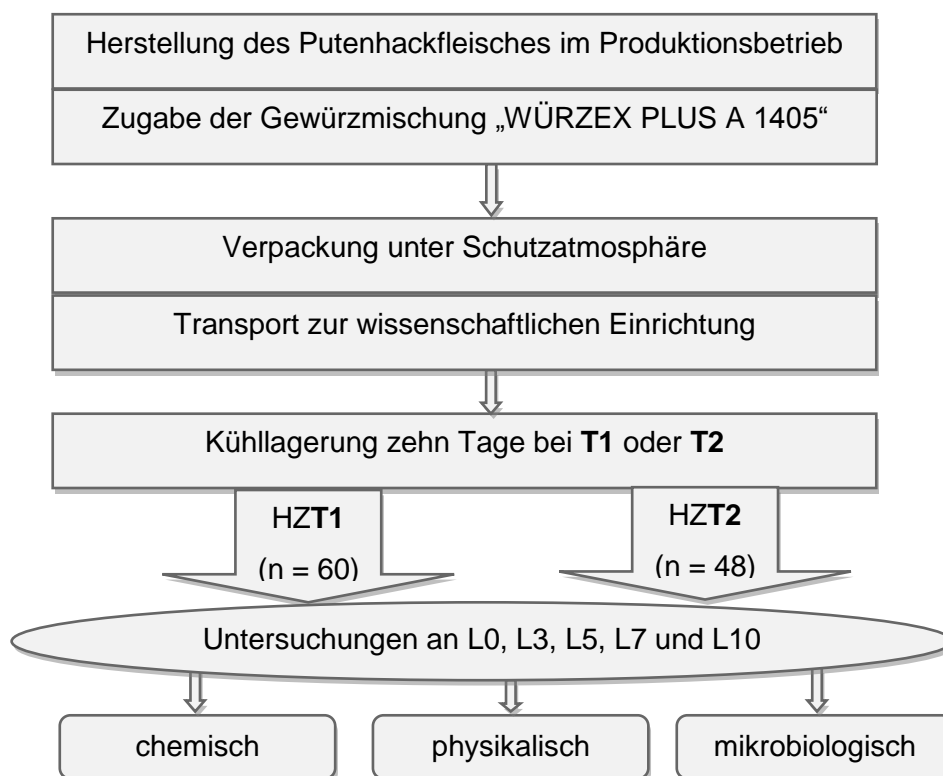 Herstellung des Putenhackfleisches im Produktionsbetrieb
Zugabe der Gewürzmischung „WÜRZEX PLUS A 1405“
Verpackung unter Schutzatmosphäre
Transport zur wissenschaftlichen Einrichtung
Kühllagerung zehn Tage bei T1 oder T2
HZT1
(n = 60)
HZT2
(n = 48)
Untersuchungen an L0, L3, L5, L7 und L10
chemisch
physikalisch
mikrobiologisch